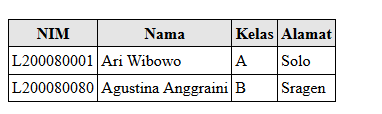 NIM Nama Kelas Alamat
L200080001 Ari Wibowo A Solo
L200080080 Agustina Anggraini B Sragen